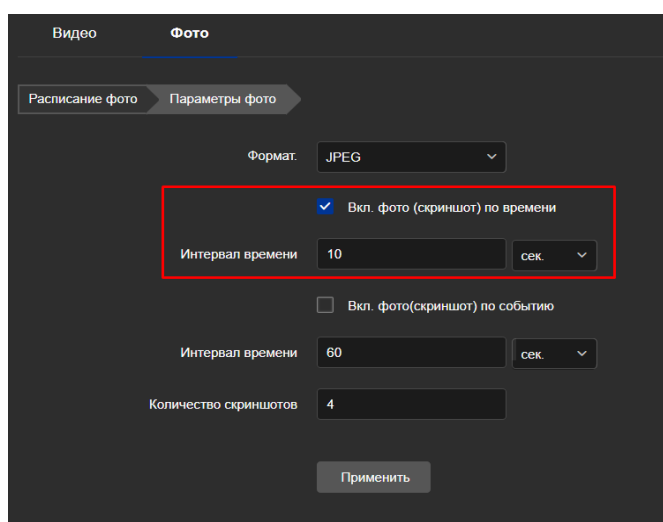 Видео Фото
Расписание фото Параметры фото
Формат. JPEG
Вкл. фото (скриншот) по времени
Интервал времени 10 сек.
Вкл. фото(скриншот) по событию
Интервал времени 60 сек.
Количество скриншотов 4
Применить